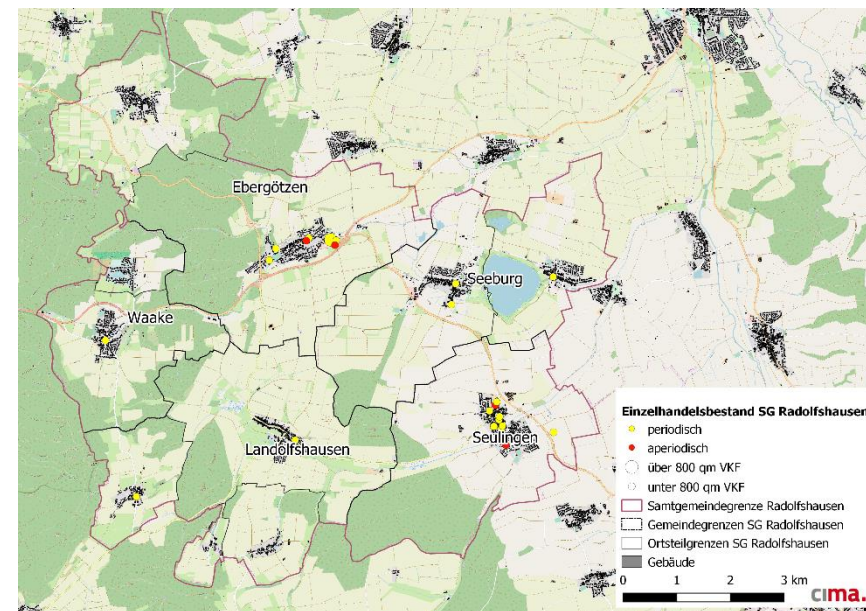 Ebergötzen
Seeburg
Waake
Landolfshausen
Seulingen
Einzelhandelsbestand SG Radolfshausen
periodisch
aperiodisch
über 800 qm VKF
unter 800 qm VKF
Samtgemeindegrenze Radolfshausen
Gemeindegrenzen SG Radolfshausen
Ortsteilgrenzen SG Radolfshausen
Gebäude
0 1 2 3 km
cima.